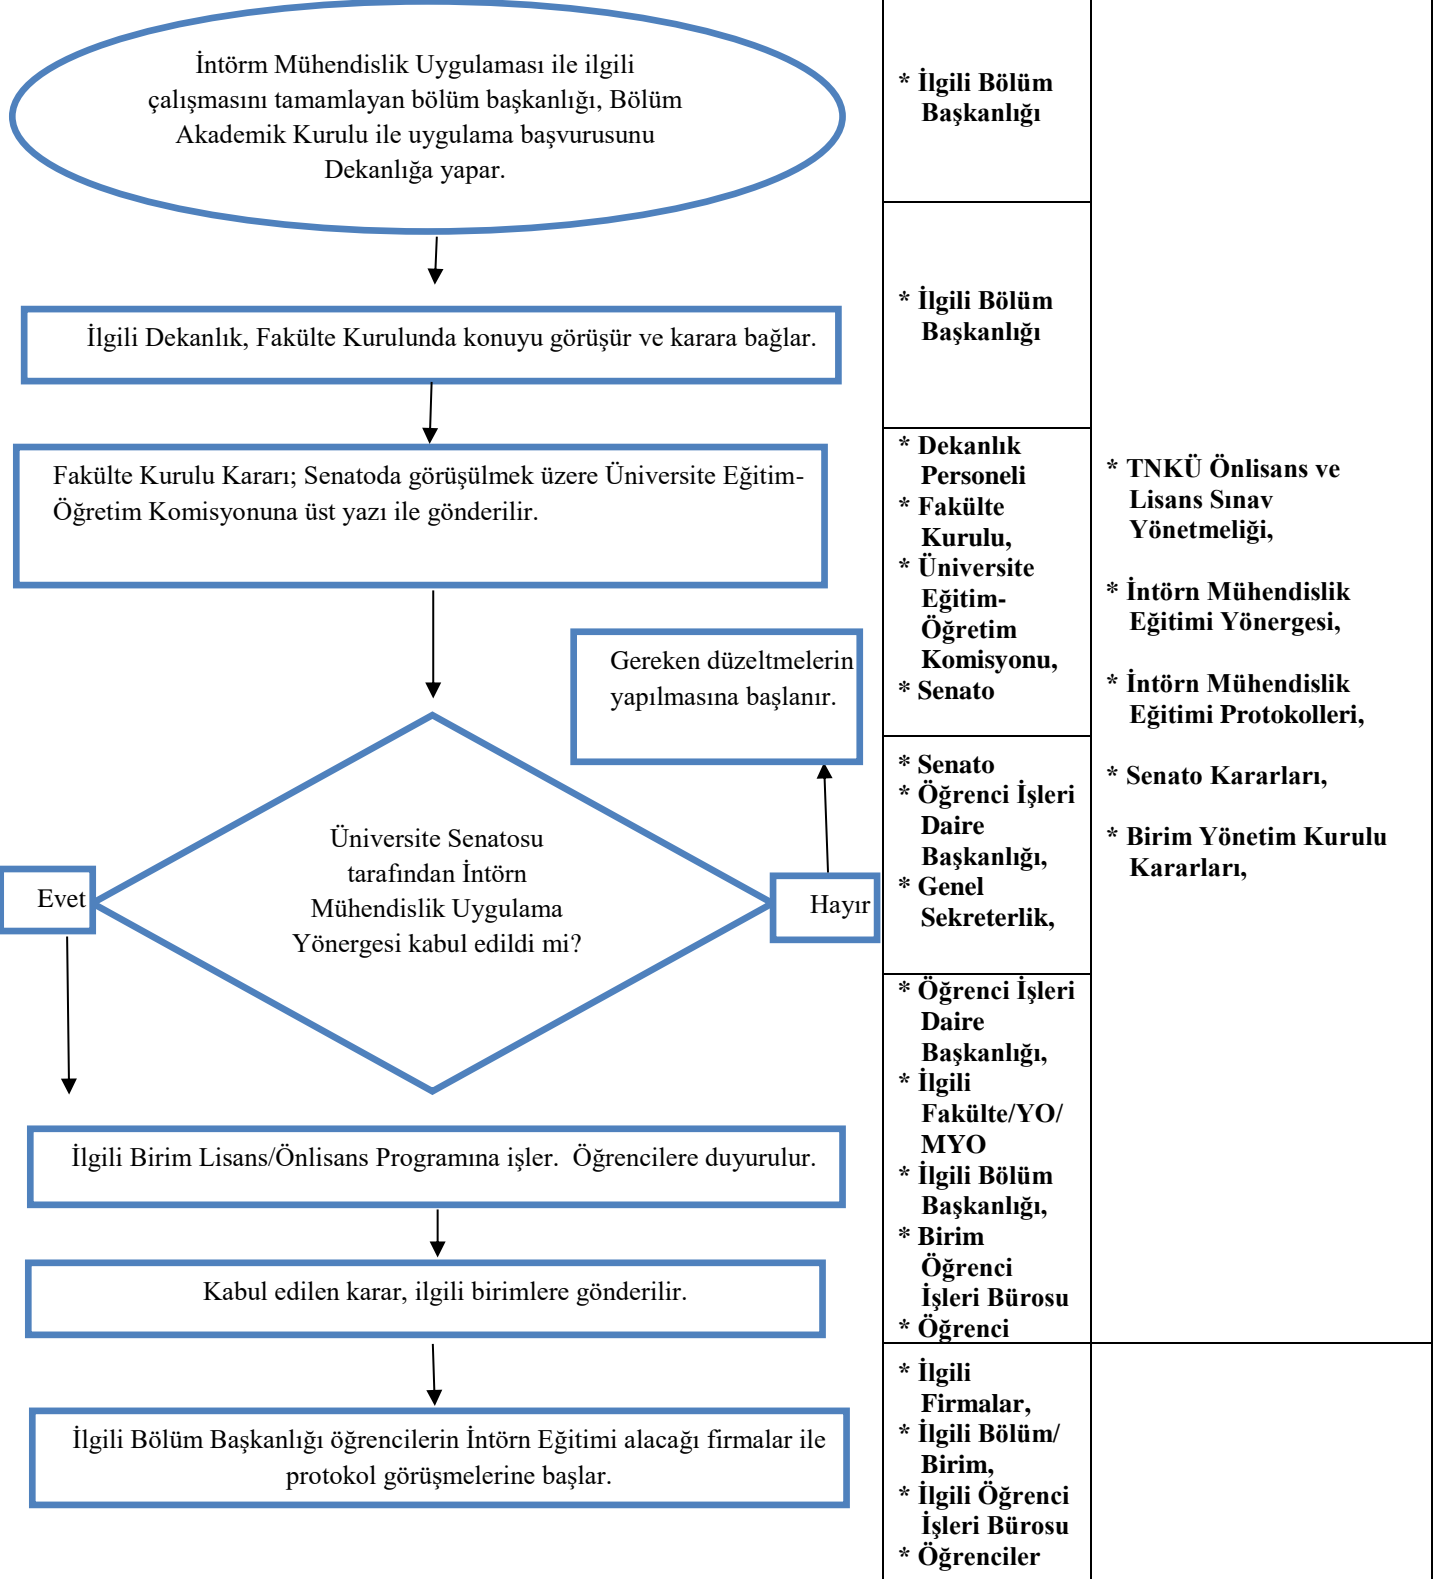 İntörm Mühendislik Uygulaması ile ilgili
çalışmasını tamamlayan bölüm başkanlığı, Bölüm
Akademik Kurulu ile uygulama başvurusunu
Dekanlığa yapar.
İlgili Dekanlık, Fakülte Kurulunda konuyu görüşür ve karara bağlar.
Fakülte Kurulu Kararı; Senatoda görüşülmek üzere Üniversite Eğitim-
Öğretim Komisyonuna üst yazı ile gönderilir.
Gereken düzeltmelerin
yapılmasına başlanır.
Üniversite Senatosu
tarafından İntörn
Mühendislik Uygulama
Yönergesi kabul edildi mi?
Evet
Hayır
İlgili Birim Lisans/Önlisans Programına işler.  Öğrencilere duyurulur.
Kabul edilen karar, ilgili birimlere gönderilir.
İlgili Bölüm Başkanlığı öğrencilerin İntörn Eğitimi alacağı firmalar ile
protokol görüşmelerine başlar.
* İlgili Bölüm
Başkanlığı
* İlgili Bölüm
Başkanlığı
* Dekanlık
Personeli
* Fakülte
Kurulu,
* Üniversite
Eğitim-
Öğretim
Komisyonu,
* Senato
* Senato
* Öğrenci İşleri
Daire
Başkanlığı,
* Genel
Sekreterlik,
* Öğrenci İşleri
Daire
Başkanlığı,
* İlgili
Fakülte/YO/
MYO
* İlgili Bölüm
Başkanlığı,
* Birim
Öğrenci
İşleri Bürosu
* Öğrenci
* İlgili
Firmalar,
* İlgili Bölüm/
Birim,
* İlgili Öğrenci
İşleri Bürosu
* Öğrenciler
* TNKÜ Önlisans ve
Lisans Sınav
Yönetmeliği,
* İntörn Mühendislik
Eğitimi Yönergesi,
* İntörn Mühendislik
Eğitimi Protokolleri,
* Senato Kararları,
* Birim Yönetim Kurulu
Kararları,